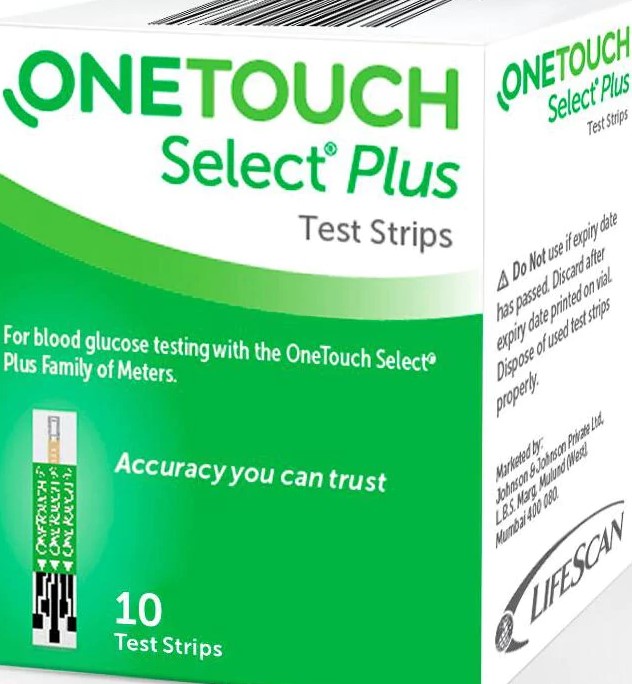 ONETOUCH
Select® Plus
Test Strips
For blood glucose testing with the OneTouch Select®
Plus Family of Meters.
Accuracy you can trust
10
Test Strips
ONETOUCH
Select® Plus
Test Strips
⚠ Do Not use if expiry date
has passed. Discard after
expiry date printed on vial.
Dispose of used test strips
properly.
Marketed by:
Johnson & Johnson Private Ltd.
L.B.S. Marg, Mulund (West),
Mumbai 400 080.
LIFESCAN